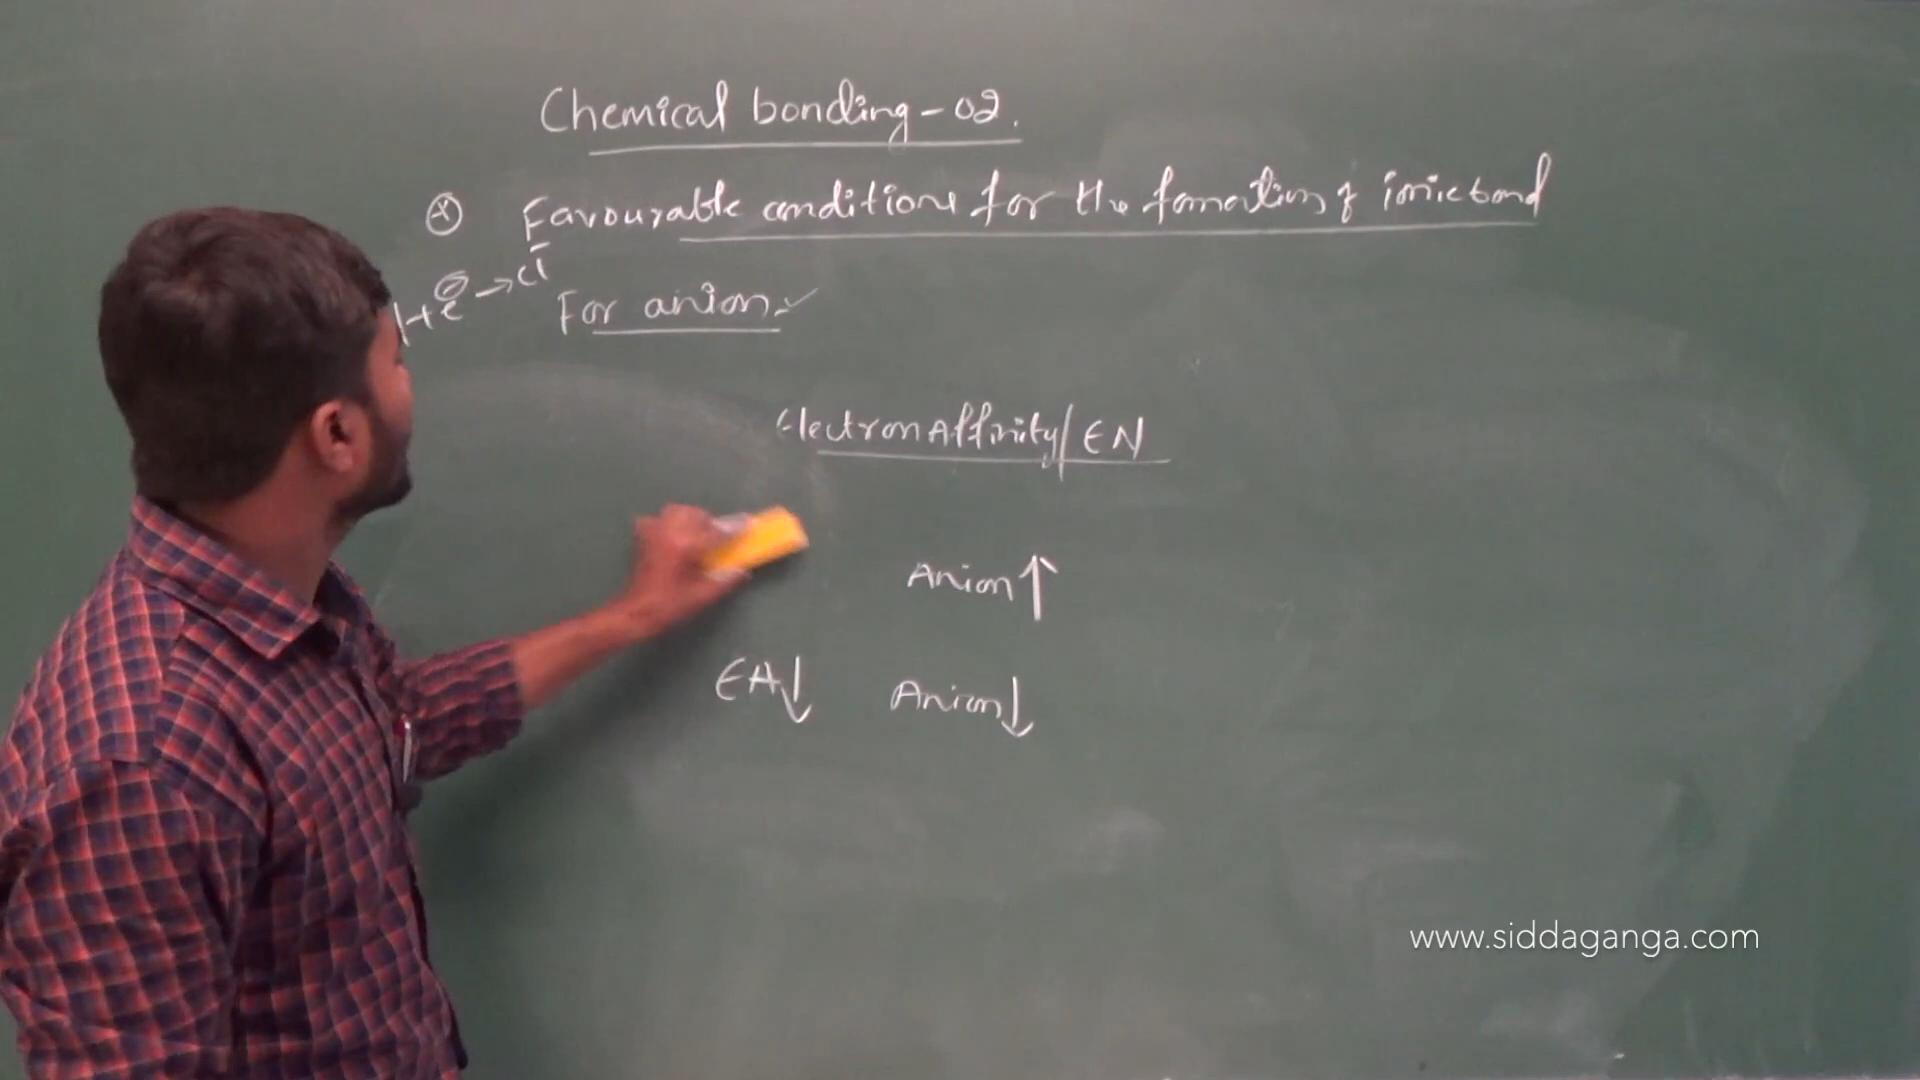 Chemical bonding - 02.
Favourable conditions for the formation of ionic bond
+ e⊖ → Cl⁻
For anion ✓
Electron Affinity/EN
Anion ↑
EA ↓ Anion ↓
www.siddaganga.com